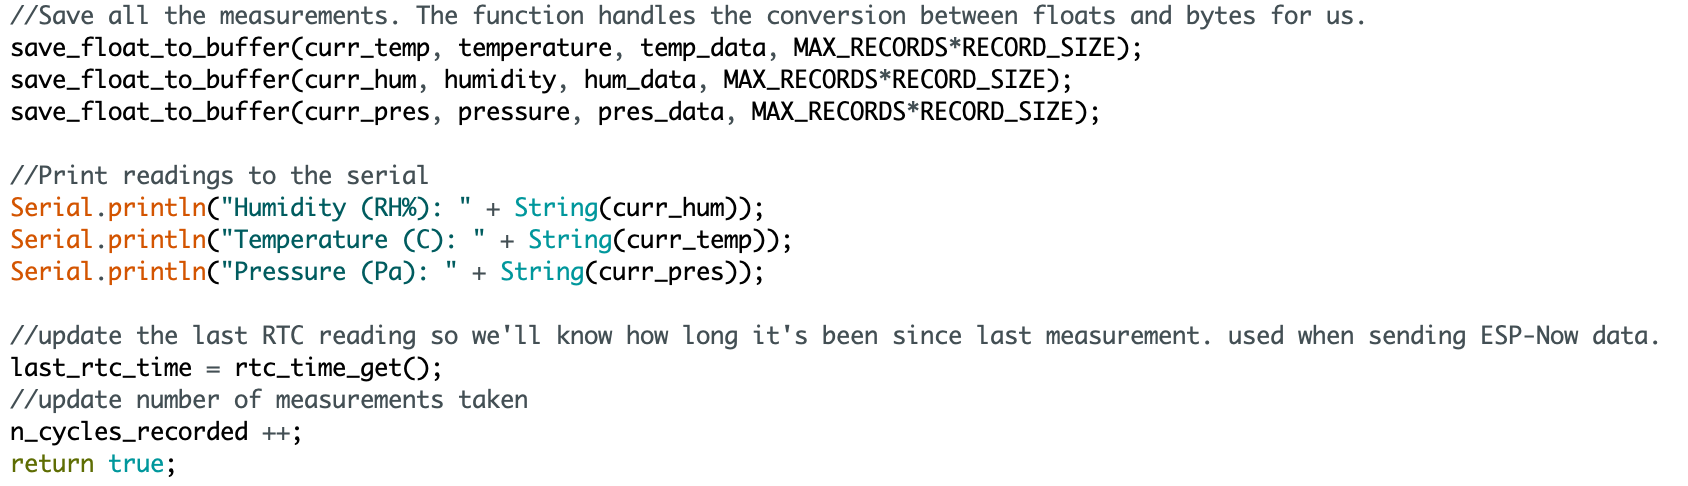 //Save all the measurements. The function handles the conversion between floats and bytes for us.
save_float_to_buffer(curr_temp, temperature, temp_data, MAX_RECORDS*RECORD_SIZE);
save_float_to_buffer(curr_hum, humidity, hum_data, MAX_RECORDS*RECORD_SIZE);
save_float_to_buffer(curr_pres, pressure, pres_data, MAX_RECORDS*RECORD_SIZE);
//Print readings to the serial
Serial.println("Humidity (RH%): " + String(curr_hum));
Serial.println("Temperature (C): " + String(curr_temp));
Serial.println("Pressure (Pa): " + String(curr_pres));
//update the last RTC reading so we'll know how long it's been since last measurement. used when sending ESP-Now data.
last_rtc_time = rtc_time_get();
//update number of measurements taken
n_cycles_recorded ++;
return true;